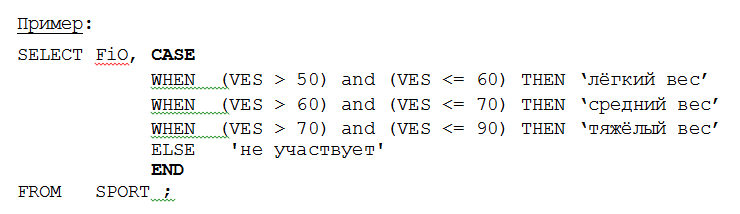 Пример:
SELECT FiO, CASE
WHEN (VES > 50) and (VES <= 60) THEN ‘лёгкий вес’
WHEN (VES > 60) and (VES <= 70) THEN ‘средний вес’
WHEN (VES > 70) and (VES <= 90) THEN ‘тяжёлый вес’
ELSE 'не участвует'
END
FROM SPORT ;